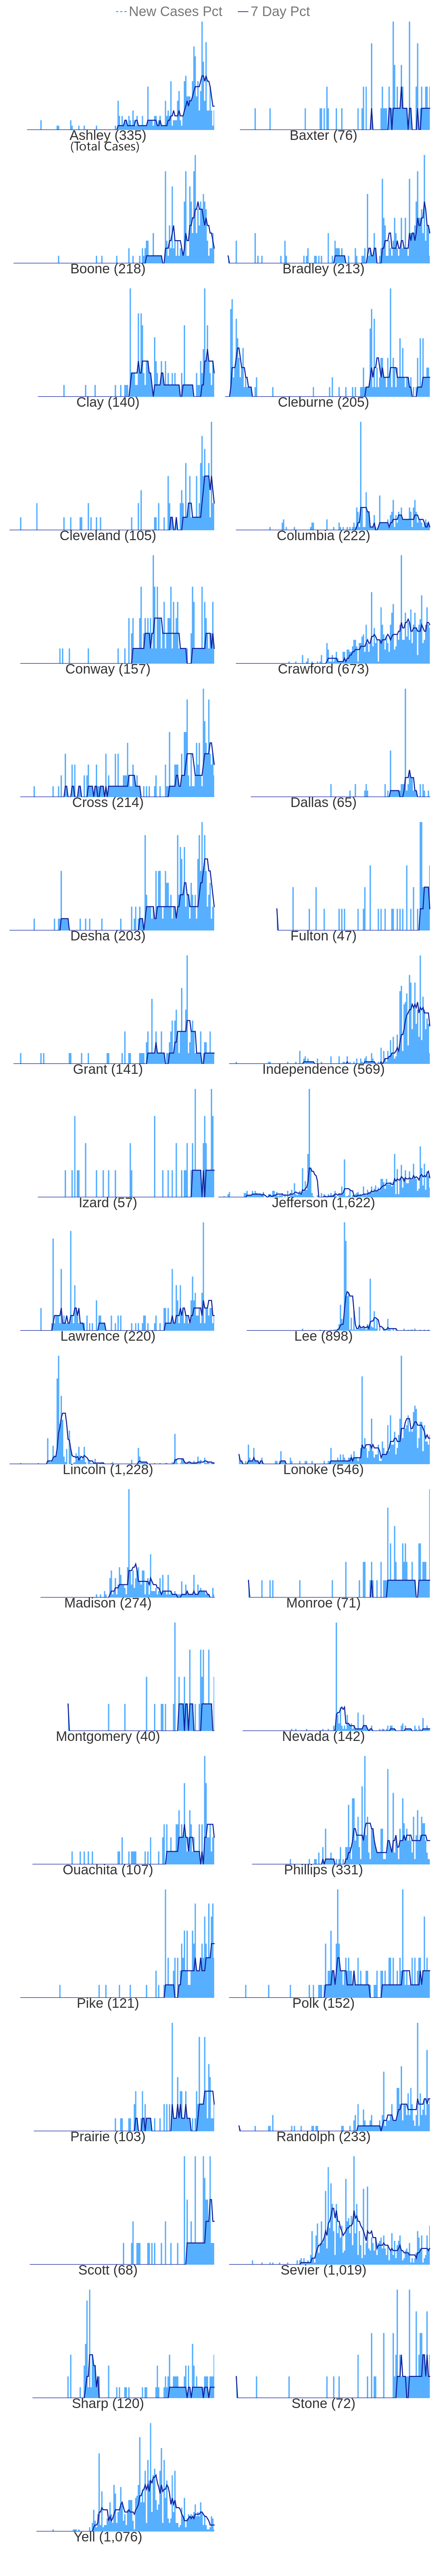 New Cases Pct 7 Day Pct
Ashley (335) Baxter (76)
(Total Cases)
Boone (218) Bradley (213)
Clay (140) Cleburne (205)
Cleveland (105) Columbia (222)
Conway (157) Crawford (673)
Cross (214) Dallas (65)
Desha (203) Fulton (47)
Grant (141) Independence (569)
Izard (57) Jefferson (1,622)
Lawrence (220) Lee (898)
Lincoln (1,228) Lonoke (546)
Madison (274) Monroe (71)
Montgomery (40) Nevada (142)
Ouachita (107) Phillips (331)
Pike (121) Polk (152)
Prairie (103) Randolph (233)
Scott (68) Sevier (1,019)
Sharp (120) Stone (72)
Yell (1,076)